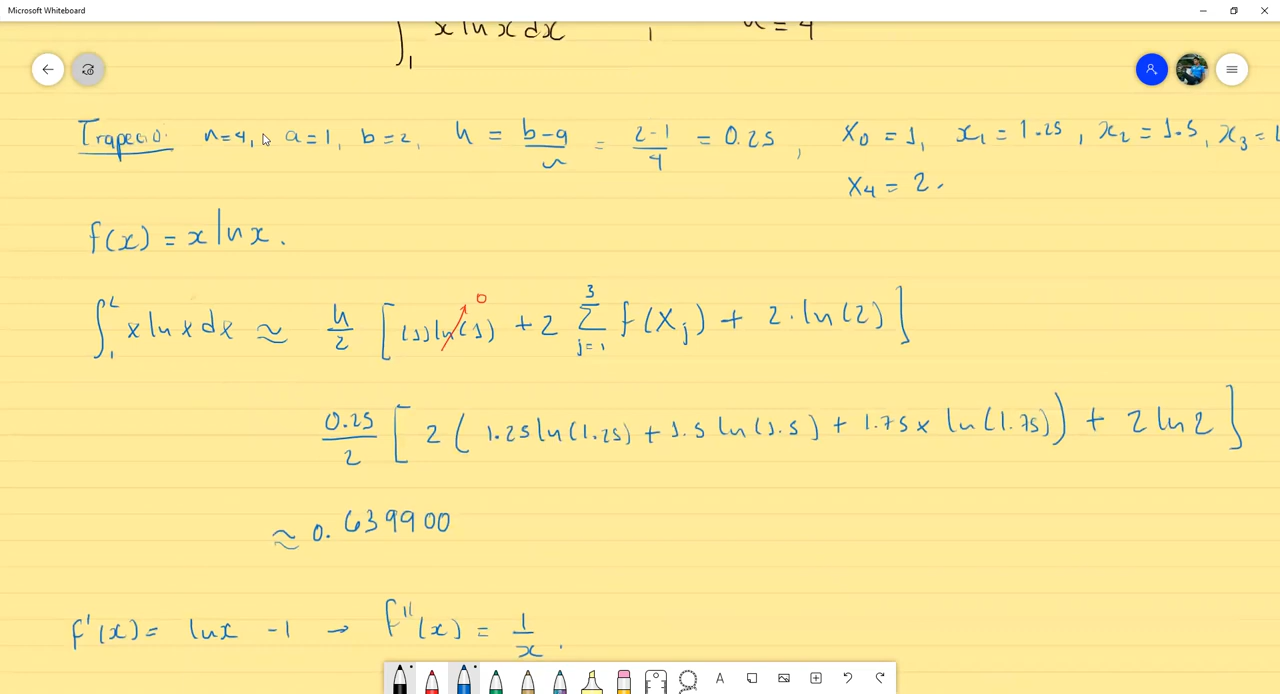 Microsoft Whiteboard
∫₁ x ln x dx , n = 4
Trapecio: n=4, a=1, b=2, h = (b-a)/n = (2-1)/4 = 0.25 , x₀ = 1, x₁ = 1.25 , x₂ = 1.5, x₃ = 1
x₄ = 2.
f(x) = x ln x.
∫₁² x ln x dx ≈ h/2 [(1) ln(1) + 2 Σ_{j=1}^{3} f(xⱼ) + 2·ln(2)]
0
0.25/2 [2 (1.25 ln(1.25) + 1.5 ln(1.5) + 1.75 × ln(1.75)) + 2 ln 2]
≈ 0.639900
f'(x) = ln x - 1 → f''(x) = 1/x .
A